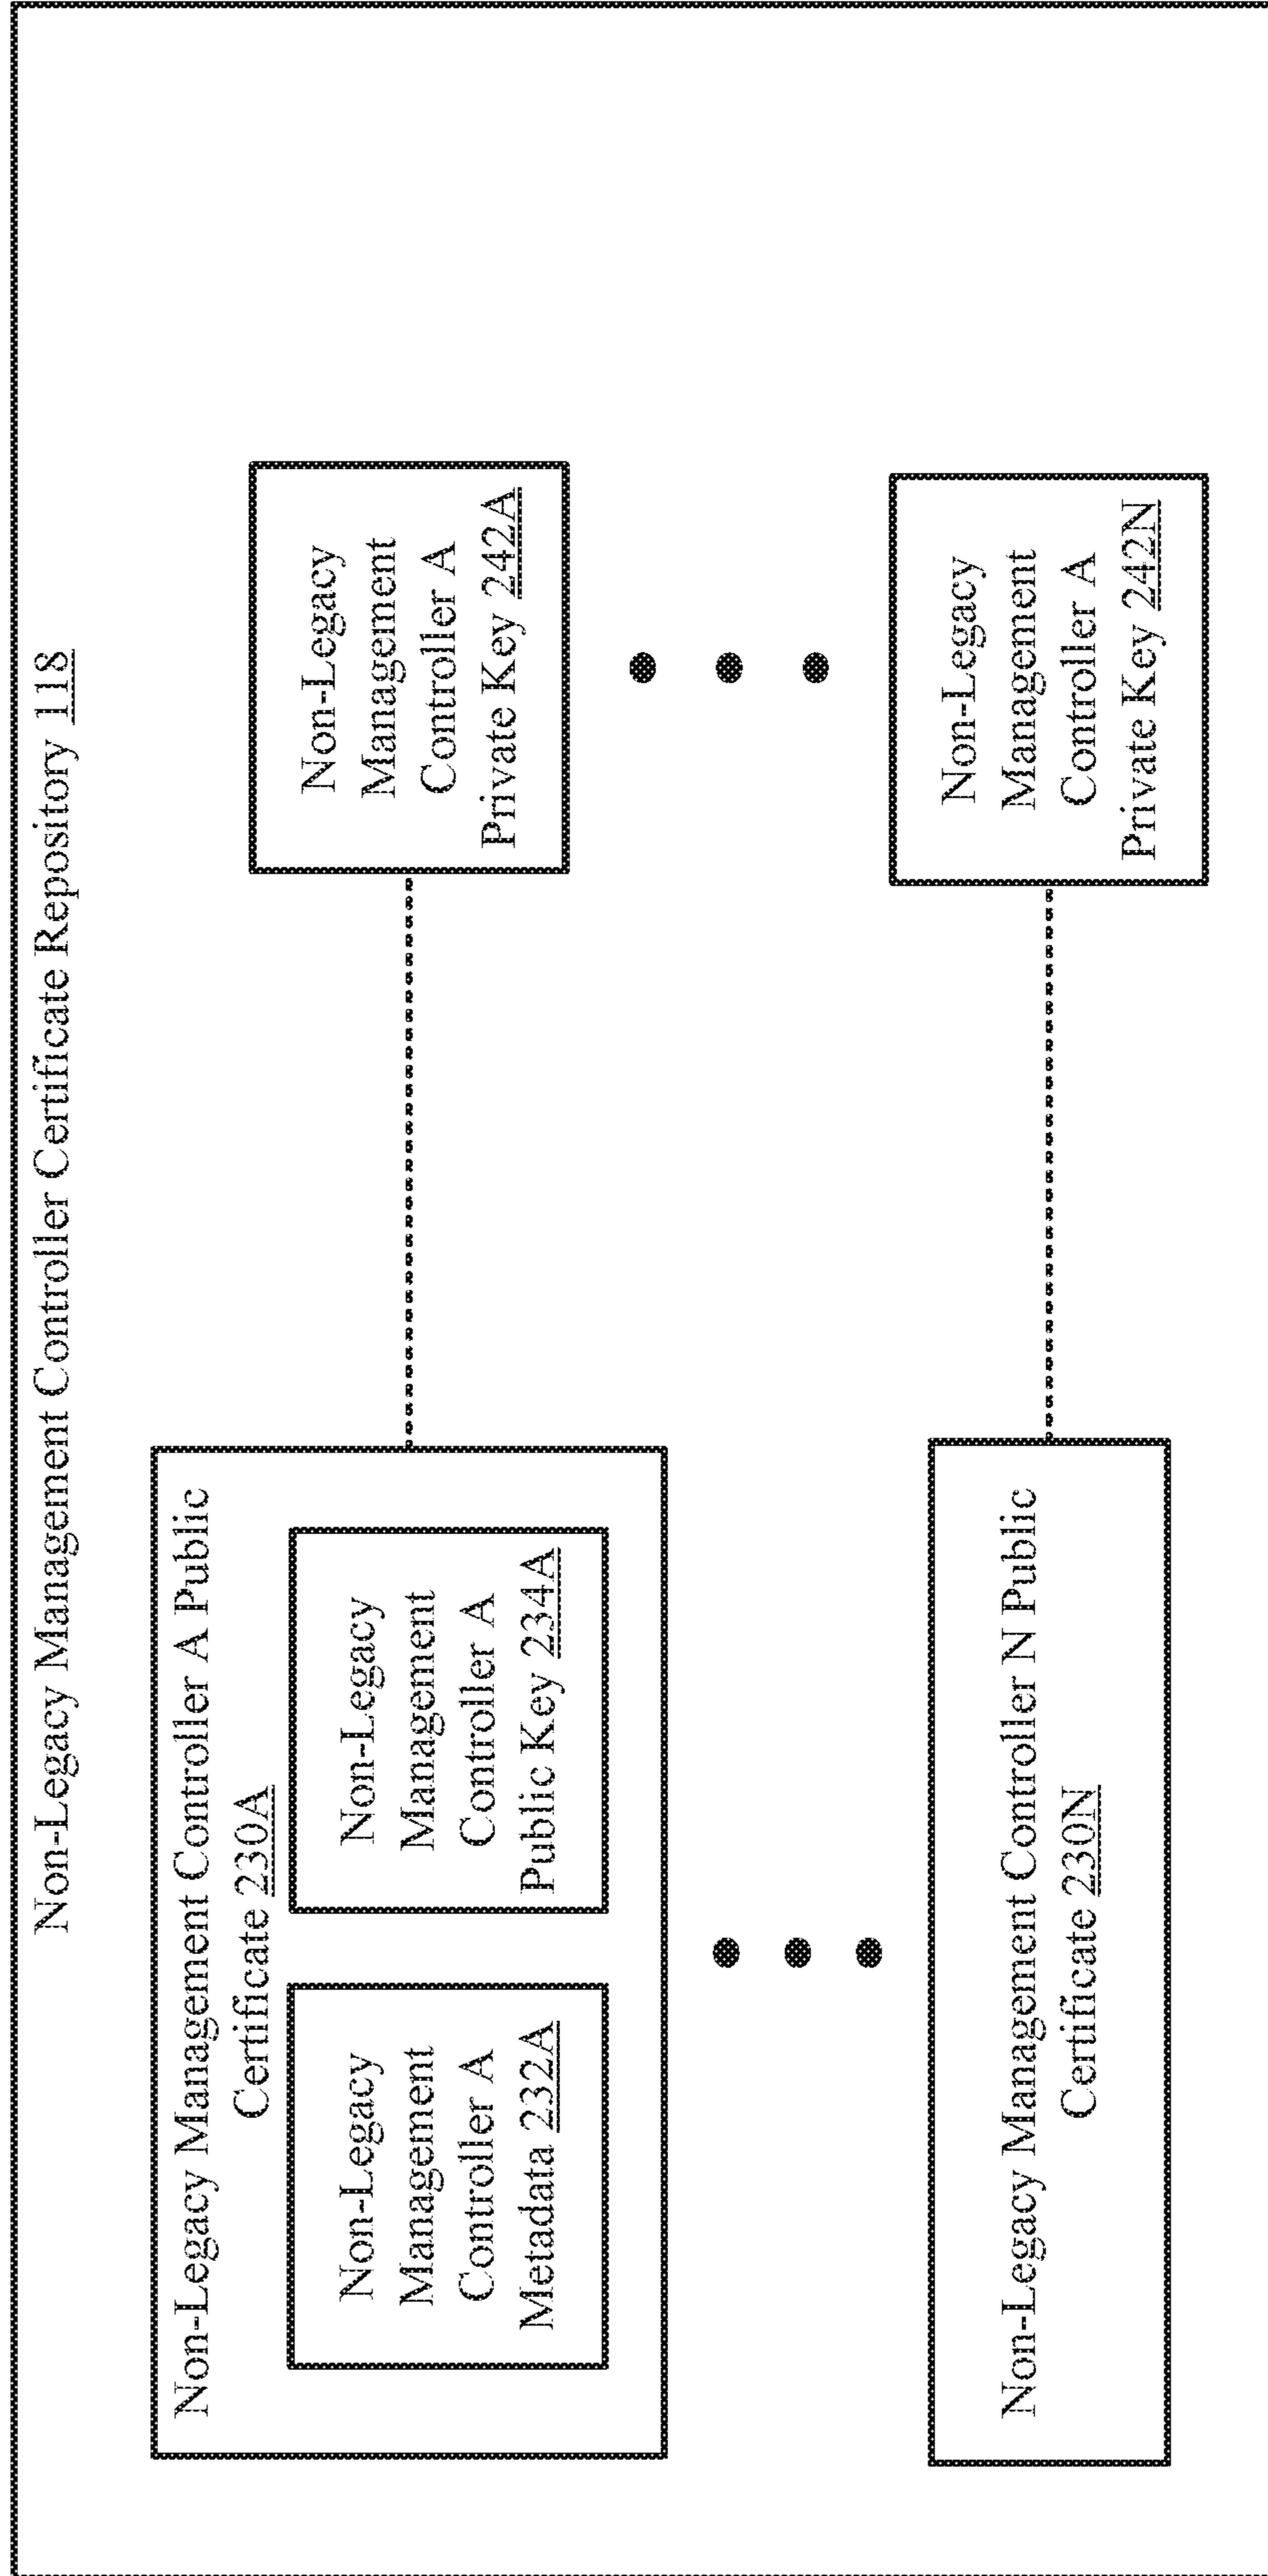 Non-Legacy Management Controller Certificate Repository 118
Non-Legacy Management Controller A Public
Certificate 230A
Non-Legacy
Management
Controller A
Metadata 232A
Non-Legacy
Management
Controller A
Public Key 234A
Non-Legacy
Management
Controller A
Private Key 242A
Non-Legacy Management Controller N Public
Certificate 230N
Non-Legacy
Management
Controller A
Private Key 242N